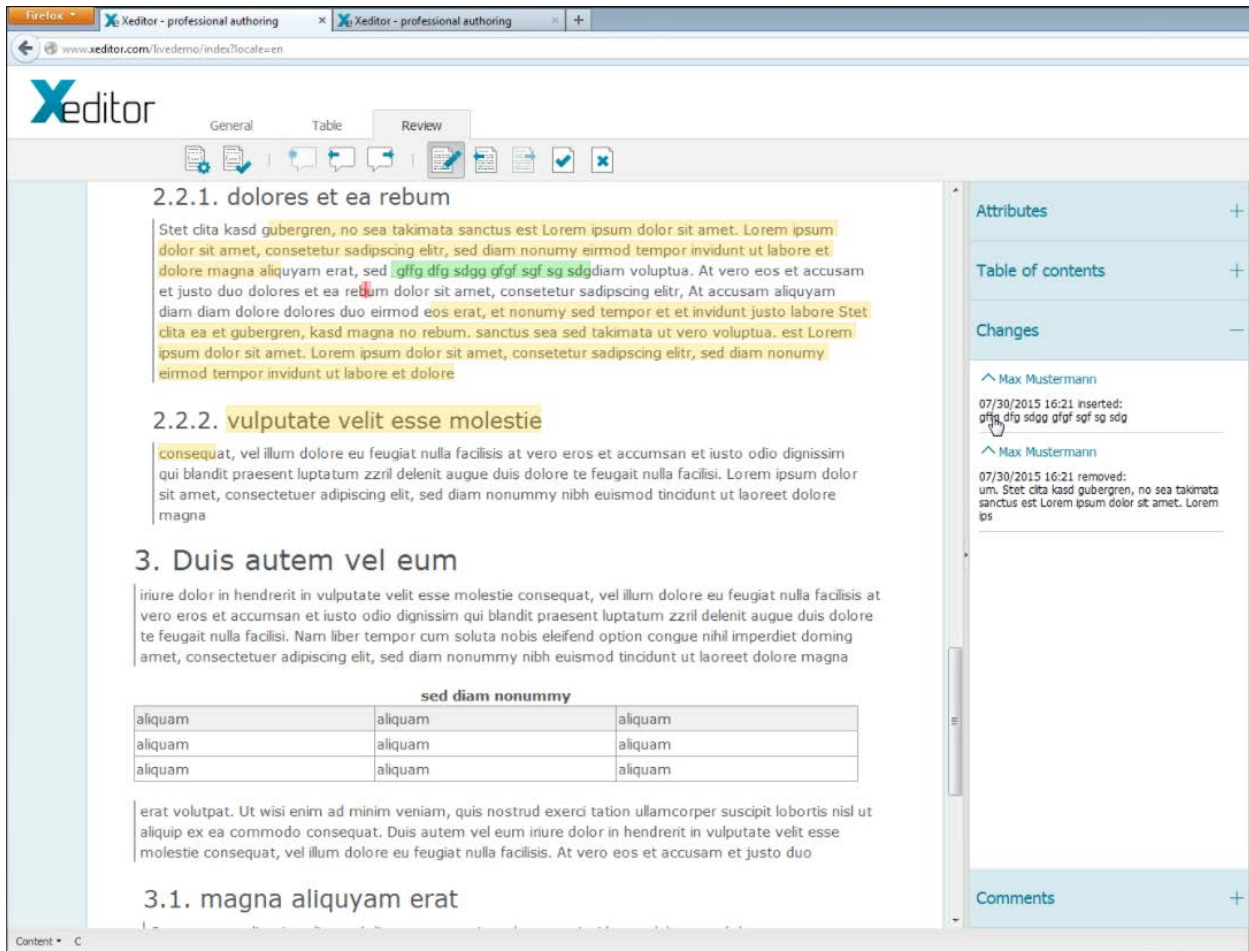 Firefox
Xeditor - professional authoring × Xeditor - professional authoring × +
www.xeditor.com/livedemo/index?locale=en
Xeditor
General Table Review
2.2.1. dolores et ea rebum
Stet clita kasd gubergren, no sea takimata sanctus est Lorem ipsum dolor sit amet. Lorem ipsum
dolor sit amet, consetetur sadipscing elitr, sed diam nonumy eirmod tempor invidunt ut labore et
dolore magna aliquyam erat, sed gffg dfg sdgg gfgf sgf sg sdgdiam voluptua. At vero eos et accusam
et justo duo dolores et ea rebum dolor sit amet, consetetur sadipscing elitr, At accusam aliquyam
diam diam dolore dolores duo eirmod eos erat, et nonumy sed tempor et et invidunt justo labore Stet
clita ea et gubergren, kasd magna no rebum. sanctus sea sed takimata ut vero voluptua. est Lorem
ipsum dolor sit amet. Lorem ipsum dolor sit amet, consetetur sadipscing elitr, sed diam nonumy
eirmod tempor invidunt ut labore et dolore
2.2.2. vulputate velit esse molestie
consequat, vel illum dolore eu feugiat nulla facilisis at vero eros et accumsan et iusto odio dignissim
qui blandit praesent luptatum zzril delenit augue duis dolore te feugait nulla facilisi. Lorem ipsum dolor
sit amet, consectetuer adipiscing elit, sed diam nonummy nibh euismod tincidunt ut laoreet dolore
magna
3. Duis autem vel eum
iriure dolor in hendrerit in vulputate velit esse molestie consequat, vel illum dolore eu feugiat nulla facilisis at
vero eros et accumsan et iusto odio dignissim qui blandit praesent luptatum zzril delenit augue duis dolore
te feugait nulla facilisi. Nam liber tempor cum soluta nobis eleifend option congue nihil imperdiet doming
amet, consectetuer adipiscing elit, sed diam nonummy nibh euismod tincidunt ut laoreet dolore magna
sed diam nonummy
aliquam aliquam aliquam
aliquam aliquam aliquam
aliquam aliquam aliquam
erat volutpat. Ut wisi enim ad minim veniam, quis nostrud exerci tation ullamcorper suscipit lobortis nisl ut
aliquip ex ea commodo consequat. Duis autem vel eum iriure dolor in hendrerit in vulputate velit esse
molestie consequat, vel illum dolore eu feugiat nulla facilisis. At vero eos et accusam et justo duo
3.1. magna aliquyam erat
Attributes +
Table of contents +
Changes −
Max Mustermann
07/30/2015 16:21 inserted:
gffg dfg sdgg gfgf sgf sg sdg
Max Mustermann
07/30/2015 16:21 removed:
um. Stet clita kasd gubergren, no sea takimata
sanctus est Lorem ipsum dolor sit amet. Lorem
ips
Comments +
Content C